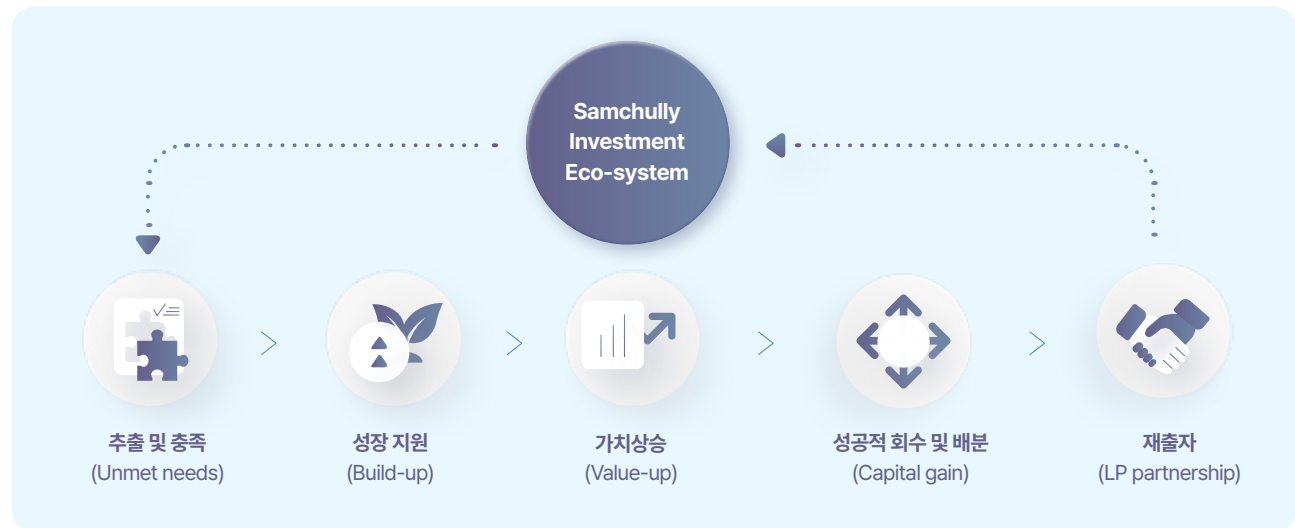 Samchully
Investment
Eco-system
추출 및 충족
(Unmet needs)
성장 지원
(Build-up)
가치상승
(Value-up)
성공적 회수 및 배분
(Capital gain)
재출자
(LP partnership)